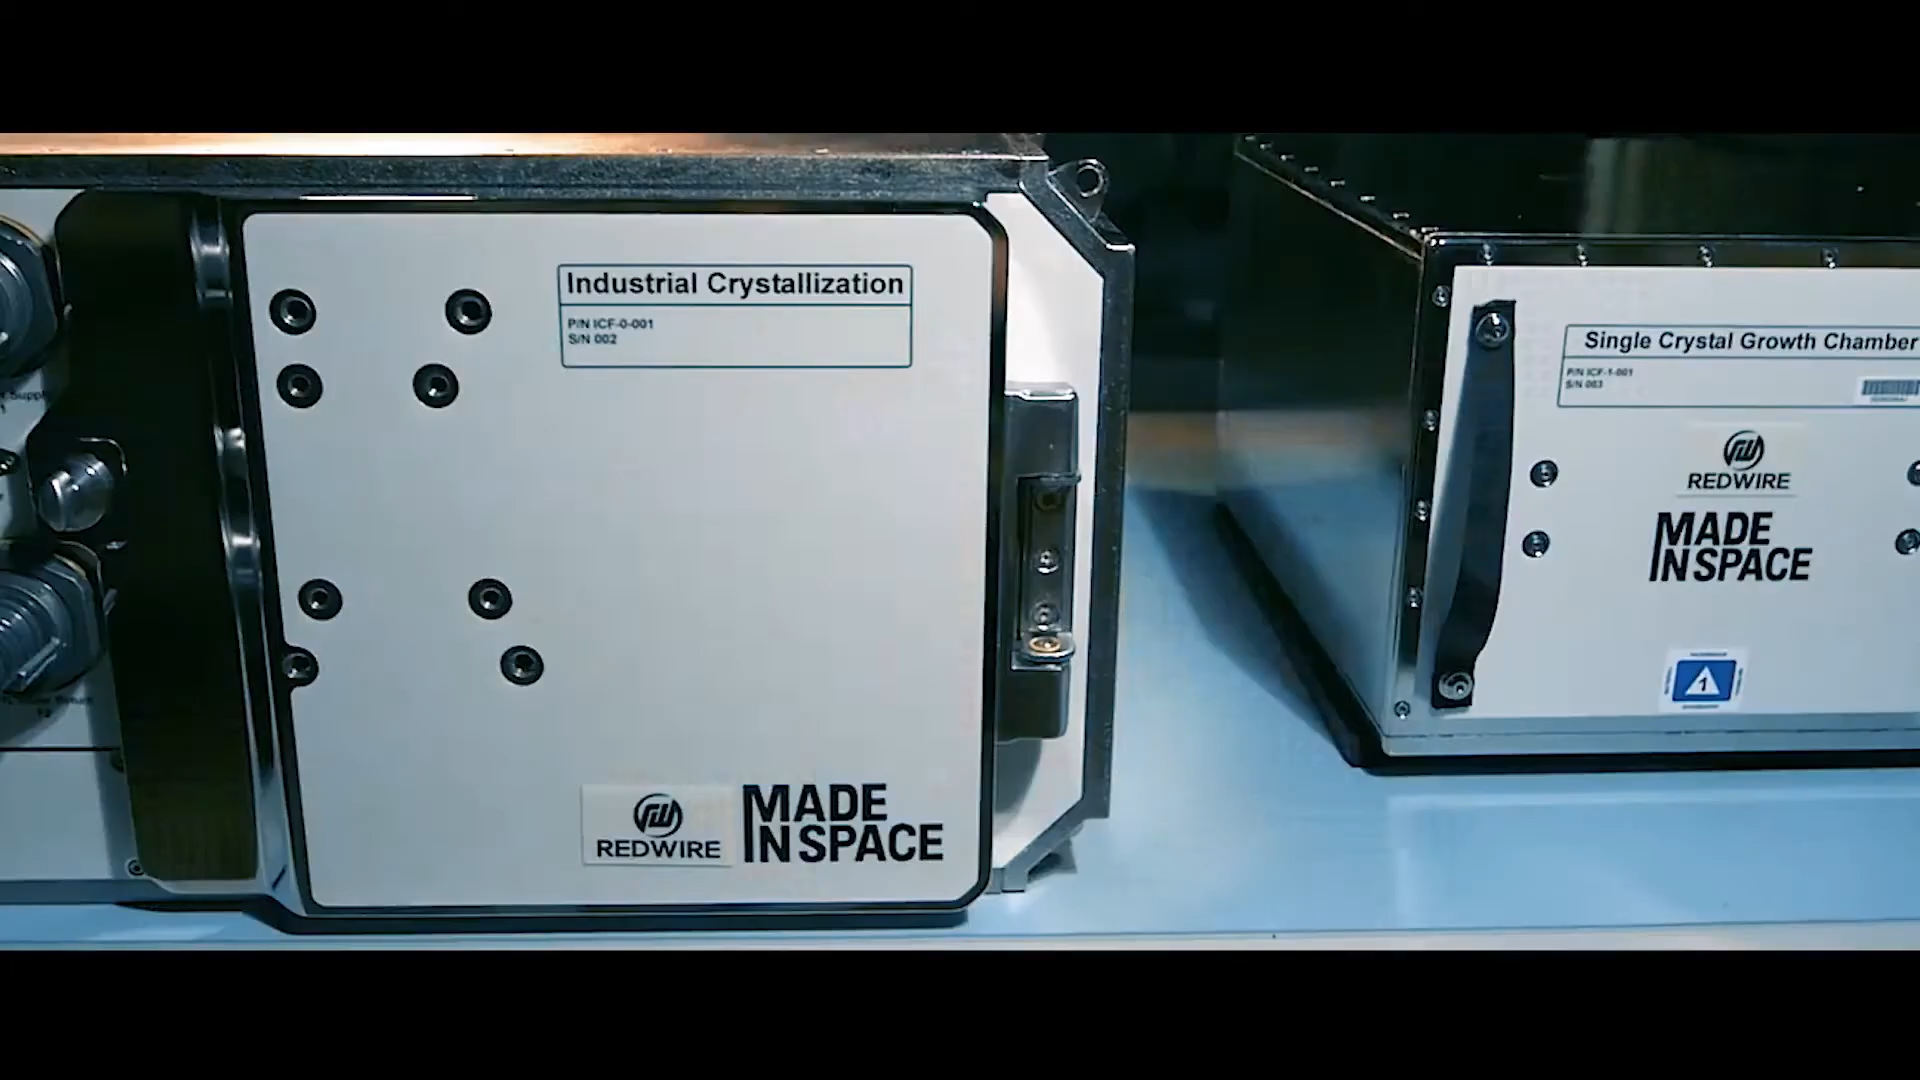 Industrial Crystallization
P/N ICF-0-001
S/N 002
REDWIRE
MADE
IN SPACE
Single Crystal Growth Chamber
P/N ICF-1-001
S/N 003
REDWIRE
MADE
IN SPACE
1